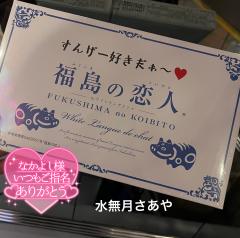 すんげー好きだぁ〜♥
福島の恋人
FUKUSHIMA no KOIBITO
White Langue de chat
なかよし様
いつもご指名
ありがとう
水無月さあや